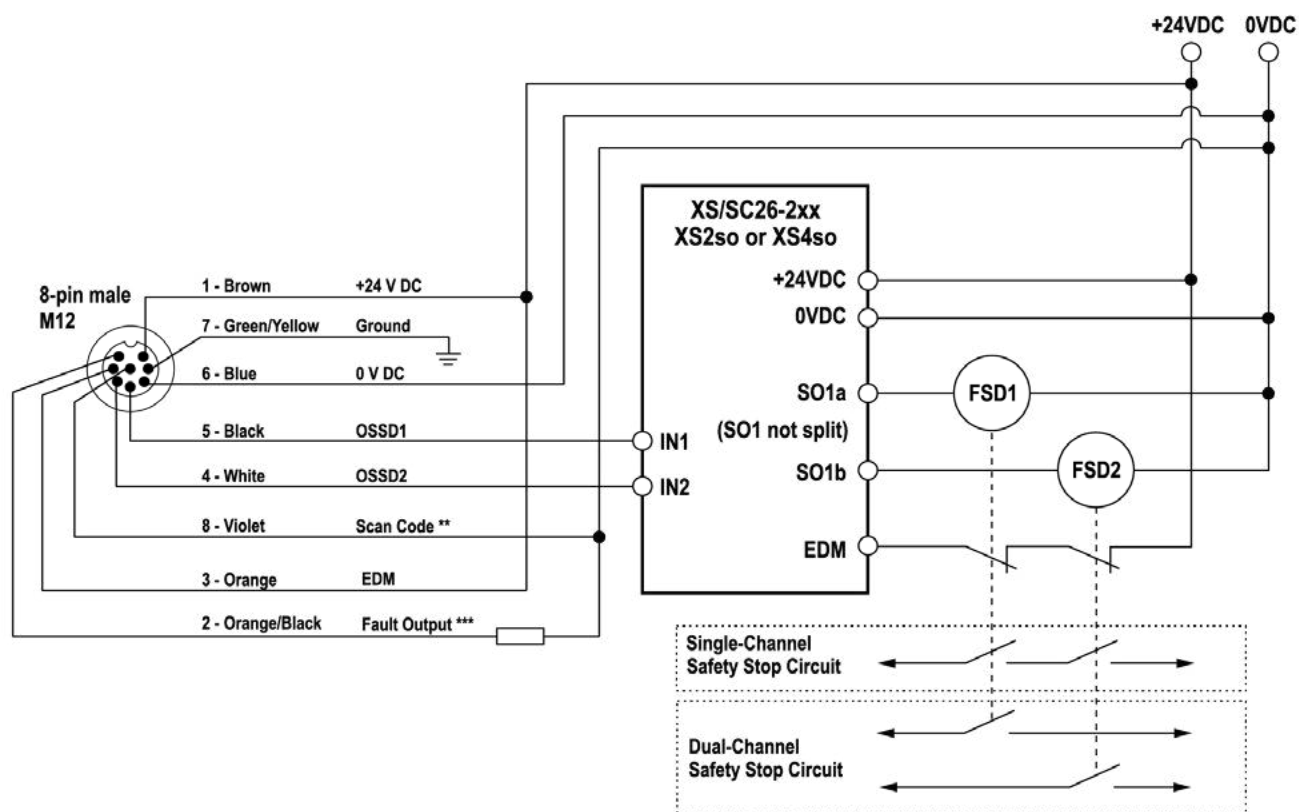 +24VDC 0VDC
XS/SC26-2xx
XS2so or XS4so
+24VDC
0VDC
SO1a
(SO1 not split)
SO1b
EDM
IN1
IN2
FSD1
FSD2
8-pin male
M12
1 - Brown +24 V DC
7 - Green/Yellow Ground
6 - Blue 0 V DC
5 - Black OSSD1
4 - White OSSD2
8 - Violet Scan Code **
3 - Orange EDM
2 - Orange/Black Fault Output ***
Single-Channel
Safety Stop Circuit
Dual-Channel
Safety Stop Circuit